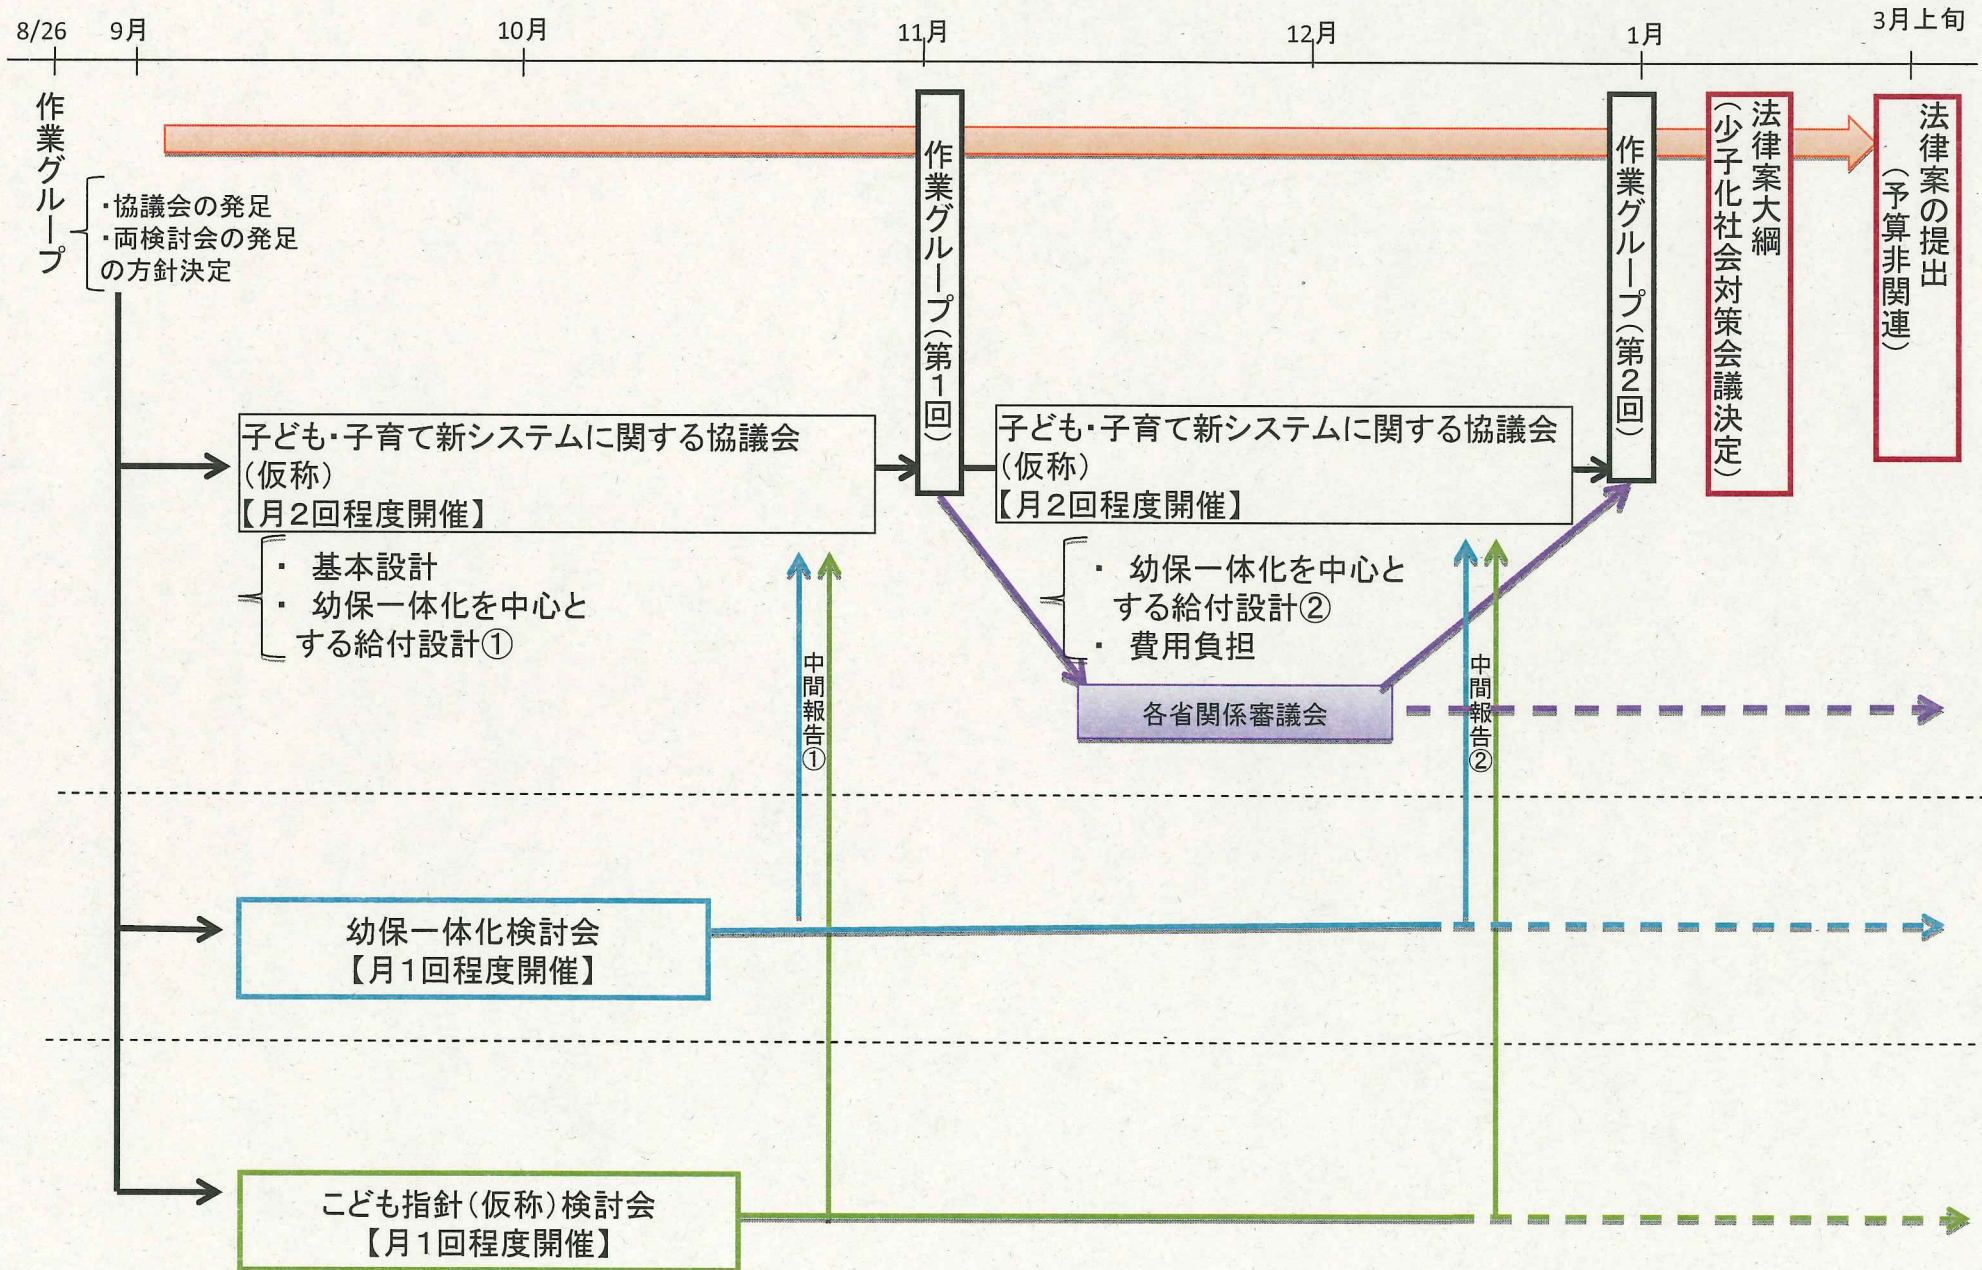 8/26
9月
10月
11月
12月
1月
3月上旬
作業グループ
・協議会の発足
・両検討会の発足
の方針決定
作業グループ(第1回)
作業グループ(第2回)
法律案大綱
(少子化社会対策会議決定)
法律案の提出
(予算非関連)
子ども・子育て新システムに関する協議会
(仮称)
【月2回程度開催】
・ 基本設計
・ 幼保一体化を中心と
する給付設計①
子ども・子育て新システムに関する協議会
(仮称)
【月2回程度開催】
・ 幼保一体化を中心と
する給付設計②
・ 費用負担
中間報告①
中間報告②
各省関係審議会
幼保一体化検討会
【月1回程度開催】
こども指針(仮称)検討会
【月1回程度開催】